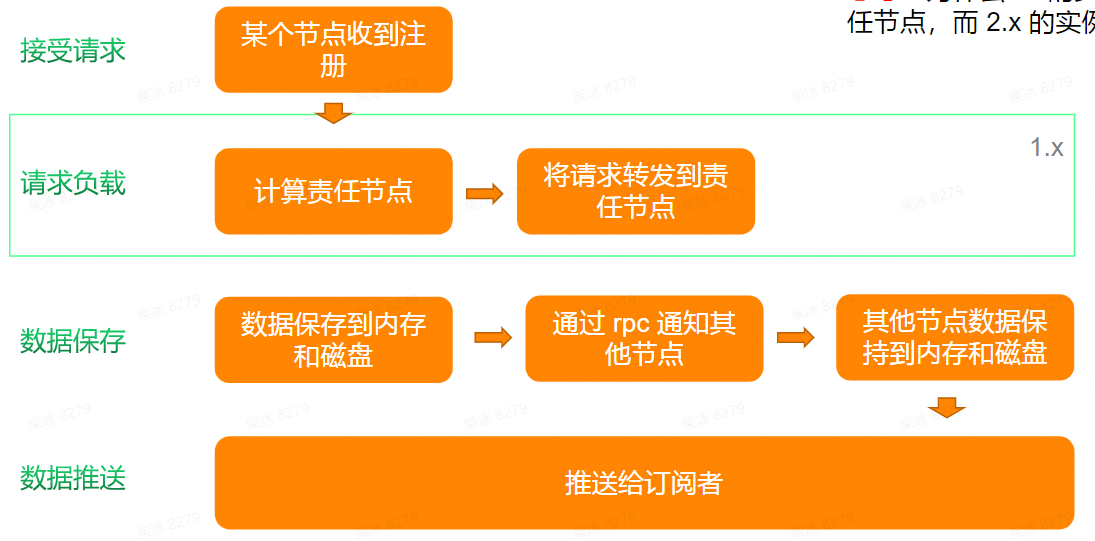 任节点，而 2.x 的实例
接受请求
某个节点收到注
册
1.x
请求负载
计算责任节点
将请求转发到责
任节点
数据保存
数据保存到内存
和磁盘
通过 rpc 通知其
他节点
其他节点数据保
持到内存和磁盘
数据推送
推送给订阅者
柴冰 8279